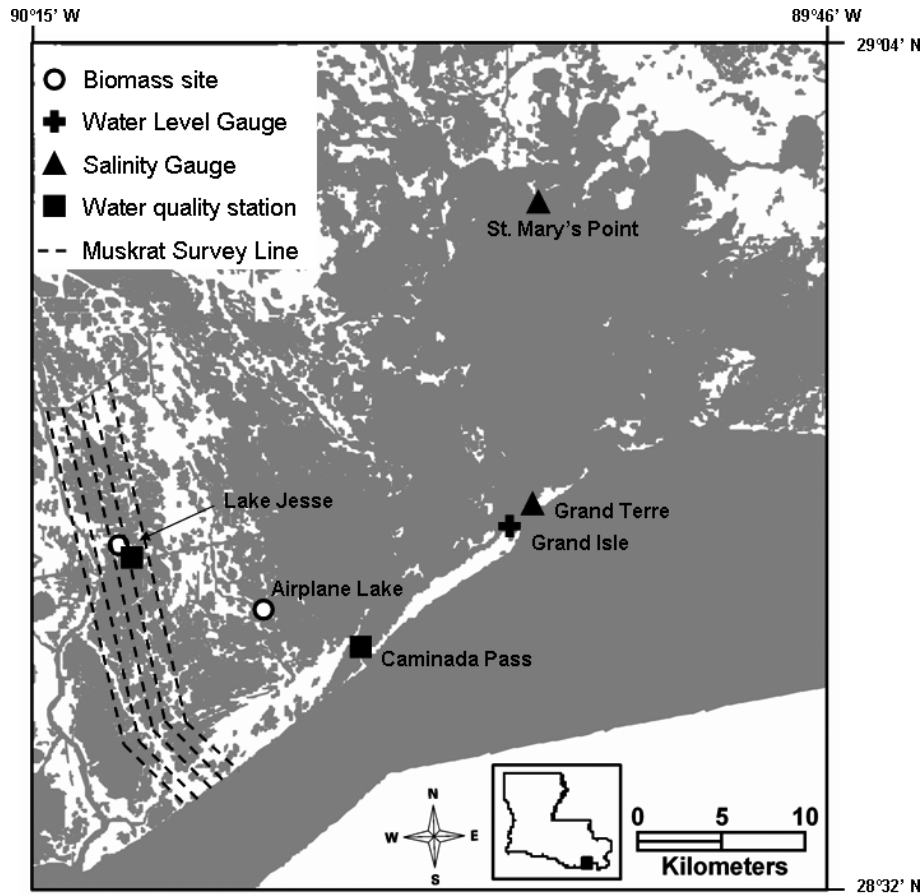 90°15' W
89°46' W
29°04' N
Biomass site
Water Level Gauge
Salinity Gauge
Water quality station
Muskrat Survey Line
St. Mary's Point
Lake Jesse
Grand Terre
Grand Isle
Airplane Lake
Caminada Pass
N
W E
S
0 5 10
Kilometers
28°32' N